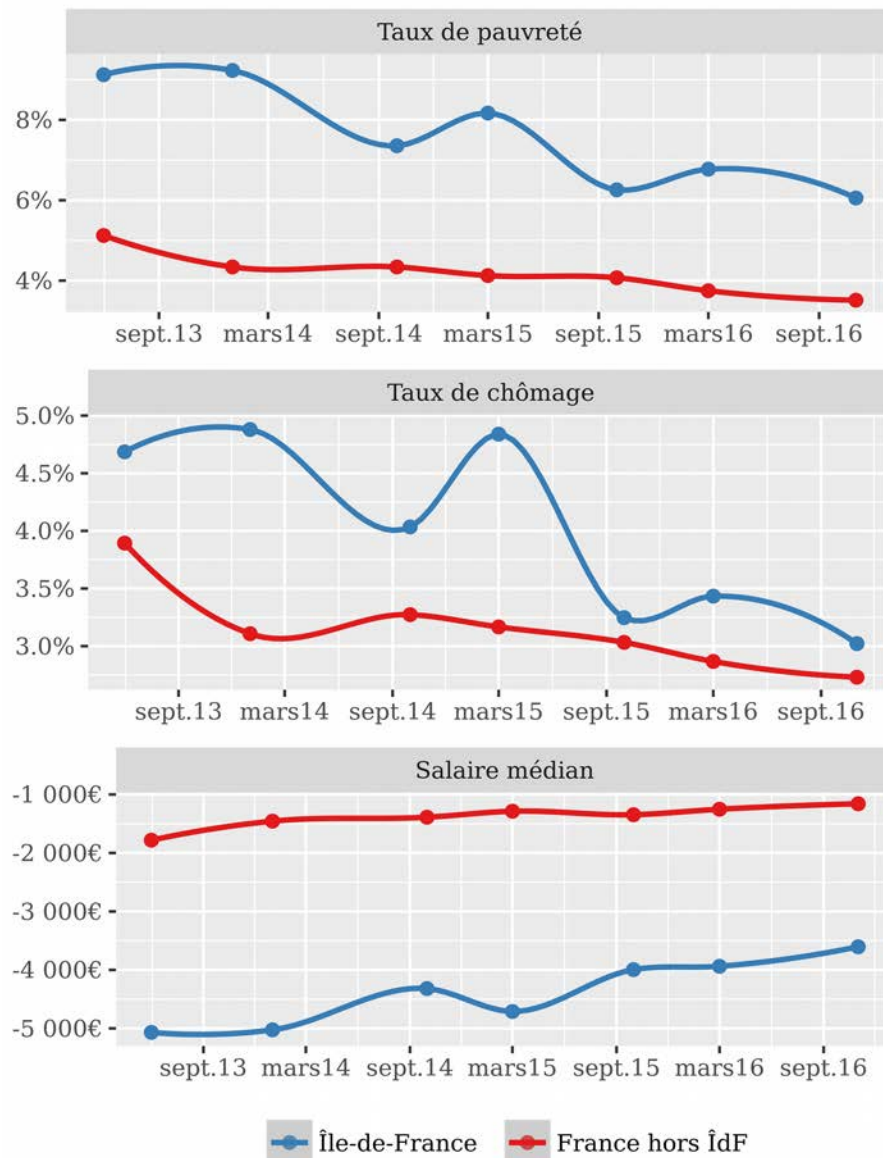 Taux de pauvreté
8%
6%
4%
sept.13 mars14 sept.14 mars15 sept.15 mars16 sept.16
Taux de chômage
5.0%
4.5%
4.0%
3.5%
3.0%
sept.13 mars14 sept.14 mars15 sept.15 mars16 sept.16
Salaire médian
-1 000€
-2 000€
-3 000€
-4 000€
-5 000€
sept.13 mars14 sept.14 mars15 sept.15 mars16 sept.16
Île-de-France France hors ÎdF